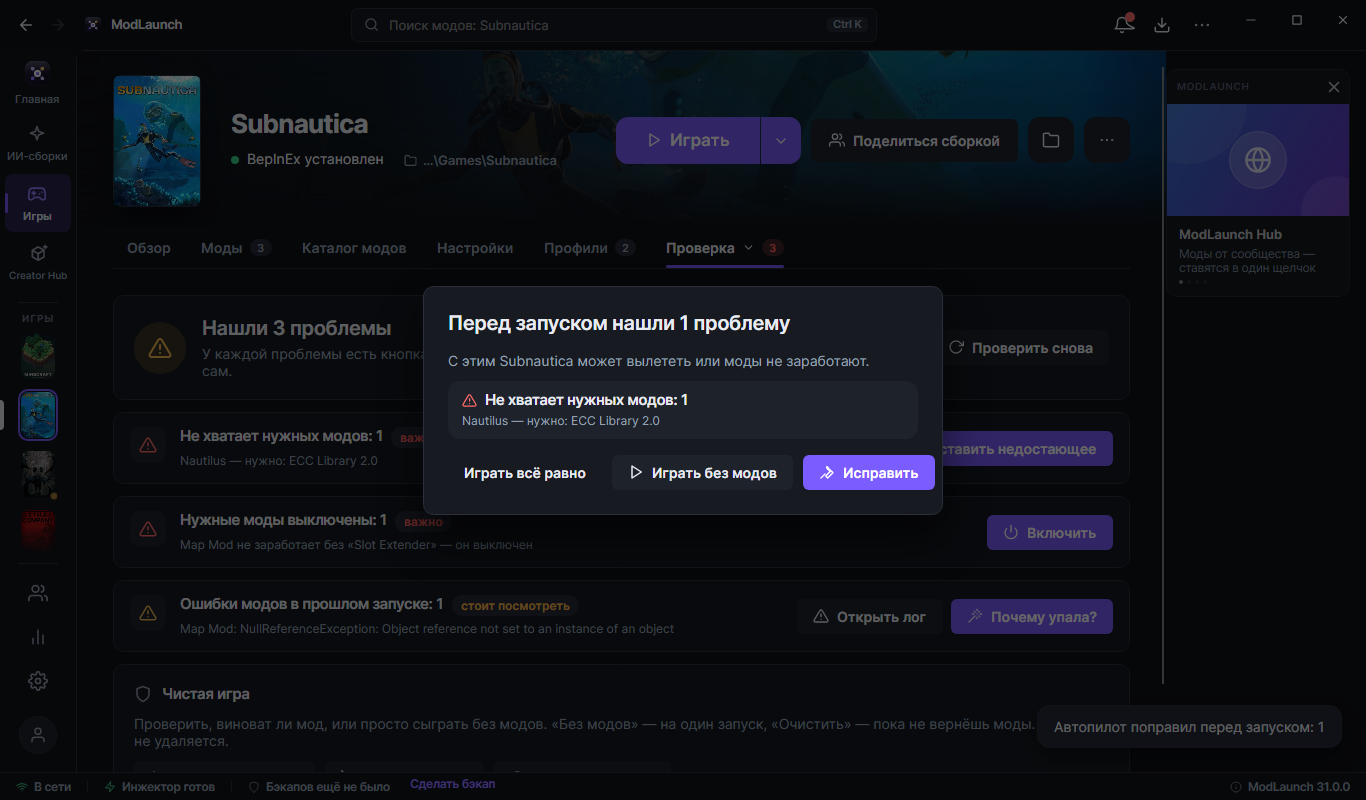 ModLaunch
Поиск модов: Subnautica
Ctrl K
Главная
ИИ-сборки
Игры
Creator Hub
ИГРЫ
MINECRAFT
SUBNAUTICA
Subnautica
BepInEx установлен
...\Games\Subnautica
Играть
Поделиться сборкой
Обзор
Моды 3
Каталог модов
Настройки
Профили 2
Проверка 3
MODLAUNCH
ModLaunch Hub
Моды от сообщества —
ставятся в один щелчок
Нашли 3 проблемы
У каждой проблемы есть кнопка
сам.
Проверить снова
Перед запуском нашли 1 проблему
С этим Subnautica может вылететь или моды не заработают.
Не хватает нужных модов: 1
Nautilus — нужно: ECC Library 2.0
Играть всё равно
Играть без модов
Исправить
Не хватает нужных модов: 1
важ
Nautilus — нужно: ECC Library 2.0
ставить недостающее
Нужные моды выключены: 1
важно
Map Mod не заработает без «Slot Extender» — он выключен
Включить
Ошибки модов в прошлом запуске: 1
стоит посмотреть
Map Mod: NullReferenceException: Object reference not set to an instance of an object
Открыть лог
Почему упала?
Чистая игра
Проверить, виноват ли мод, или просто сыграть без модов. «Без модов» — на один запуск, «Очистить» — пока не вернёшь моды.
не удаляется.
Автопилот поправил перед запуском: 1
В сети
Инжектор готов
Бэкапов ещё не было
Сделать бэкап
ModLaunch 31.0.0